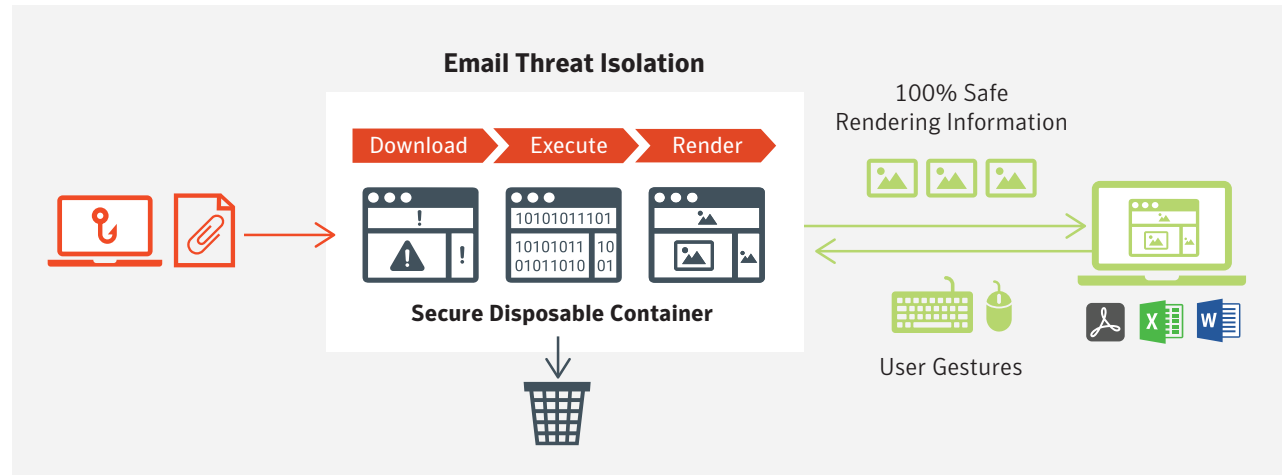 Email Threat Isolation
Download Execute Render
!
!
!
10101011101
10101011 10
01011010 01
Secure Disposable Container
100% Safe
Rendering Information
User Gestures
X W